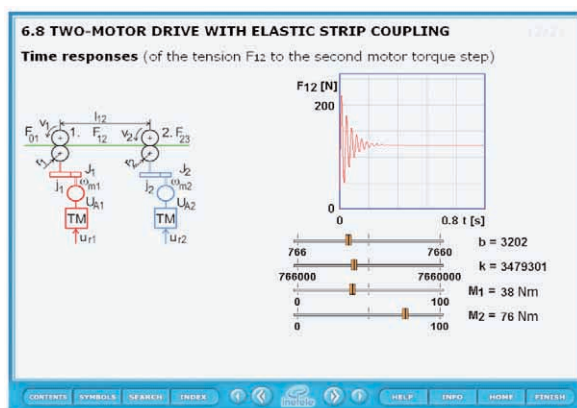 6.8 TWO-MOTOR DRIVE WITH ELASTIC STRIP COUPLING
Time responses (of the tension F12 to the second motor torque step)
F12 [N]
200
0
0
0.8 t [s]
l12
v1
v2
F01
1.
F12
2.
F23
r1
r2
J1
J2
j1
j2
ωm1
ωm2
UA1
UA2
TM
TM
ur1
ur2
766
7660
b = 3202
766000
7660000
k = 3479301
0
100
M1 = 38 Nm
0
100
M2 = 76 Nm
CONTENTS
SYMBOLS
SEARCH
INDEX
inetele
HELP
INFO
HOME
FINISH